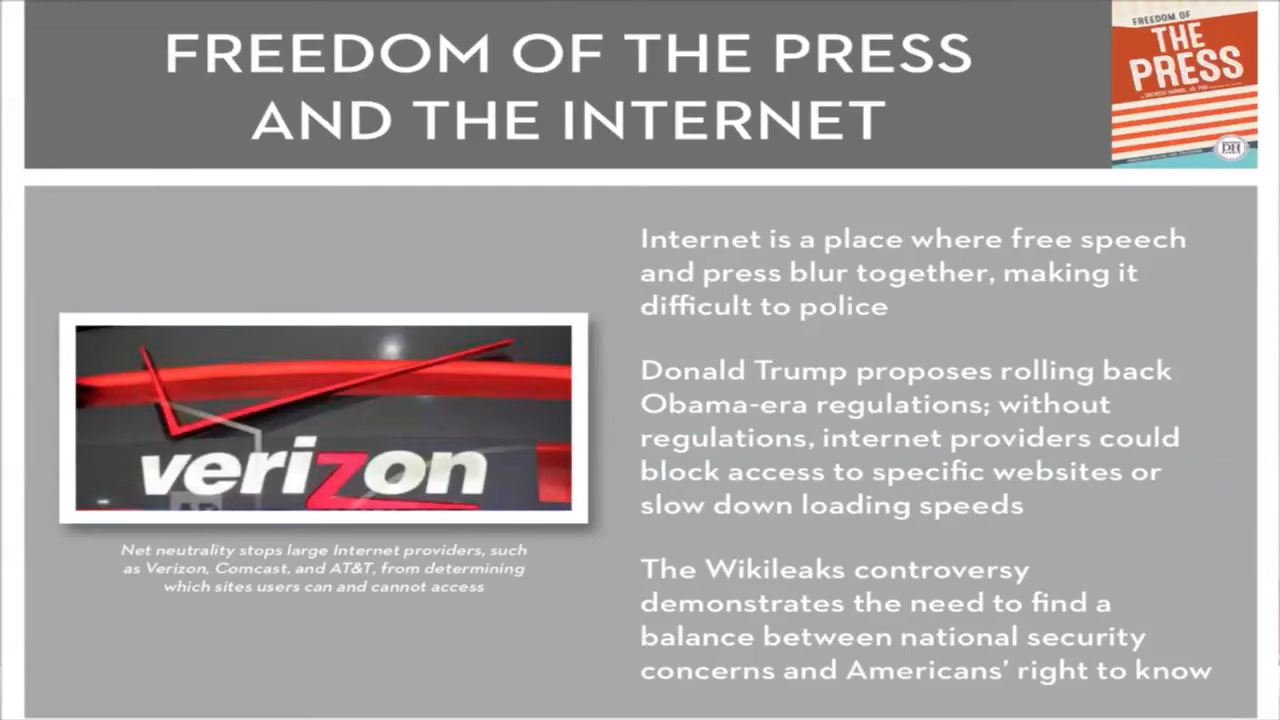 FREEDOM OF THE PRESS
AND THE INTERNET
FREEDOM OF
THE
PRESS
DH
Internet is a place where free speech
and press blur together, making it
difficult to police
Donald Trump proposes rolling back
Obama-era regulations; without
regulations, internet providers could
block access to specific websites or
slow down loading speeds
The Wikileaks controversy
demonstrates the need to find a
balance between national security
concerns and Americans' right to know
verizon
AP
Net neutrality stops large Internet providers, such
as Verizon, Comcast, and AT&T, from determining
which sites users can and cannot access